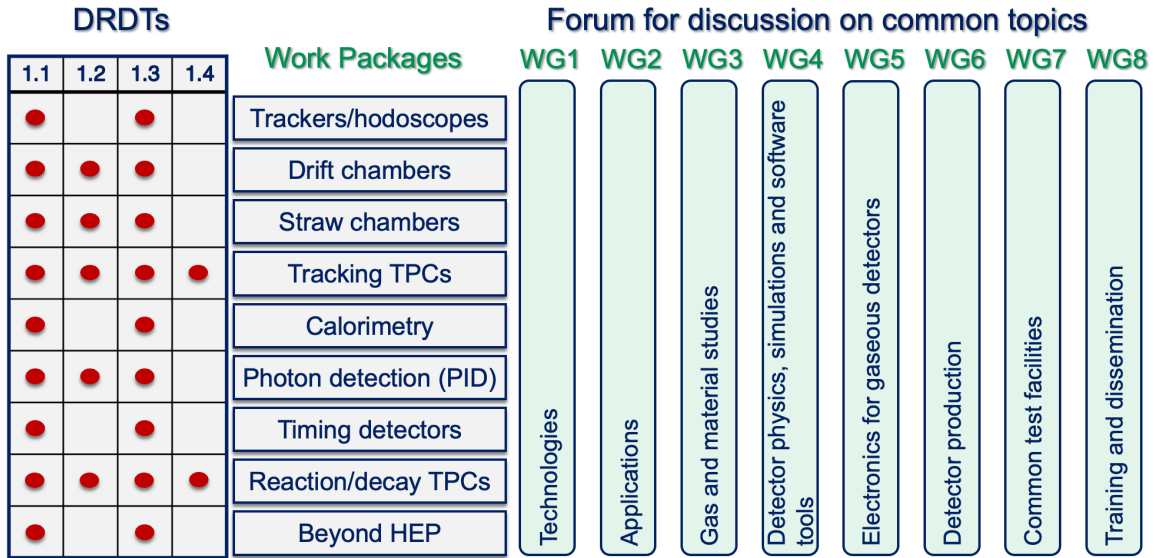 DRDTs
Forum for discussion on common topics
Work Packages
WG1 WG2 WG3 WG4 WG5 WG6 WG7 WG8
1.1 1.2 1.3 1.4
Trackers/hodoscopes
Drift chambers
Straw chambers
Tracking TPCs
Calorimetry
Photon detection (PID)
Timing detectors
Reaction/decay TPCs
Beyond HEP
Technologies
Applications
Gas and material studies
Detector physics, simulations and software
tools
Electronics for gaseous detectors
Detector production
Common test facilities
Training and dissemination